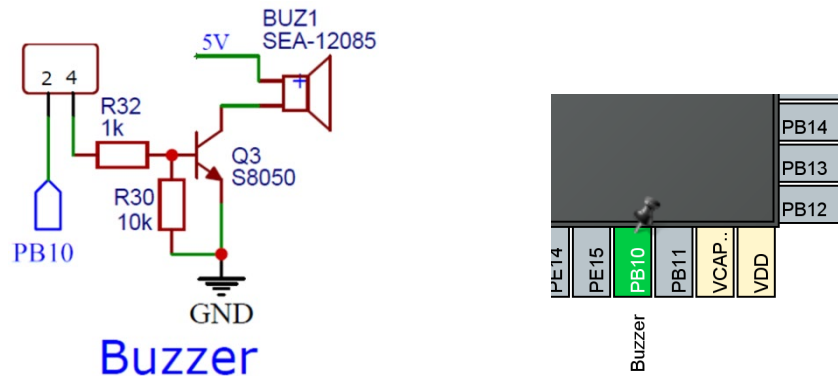 BUZ1
SEA-12085
5V
2 4
R32
1k
Q3
S8050
R30
10k
PB10
GND
Buzzer
+
PB14
PB13
PB12
PE14
PE15
PB10
PB11
VCAP..
VDD
Buzzer